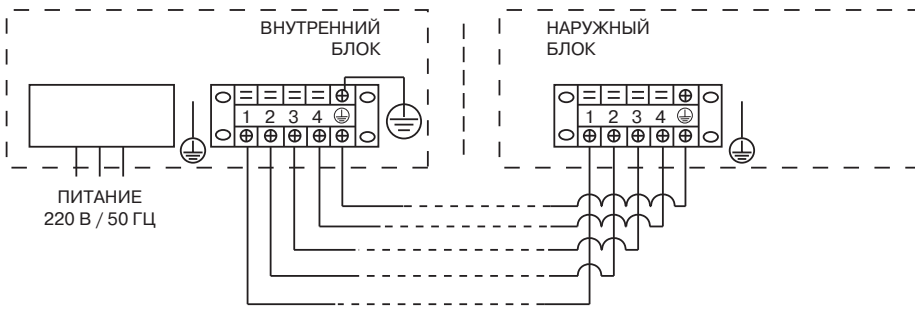 ВНУТРЕННИЙ
БЛОК
НАРУЖНЫЙ
БЛОК
1 2 3 4
1 2 3 4
ПИТАНИЕ
220 В / 50 ГЦ